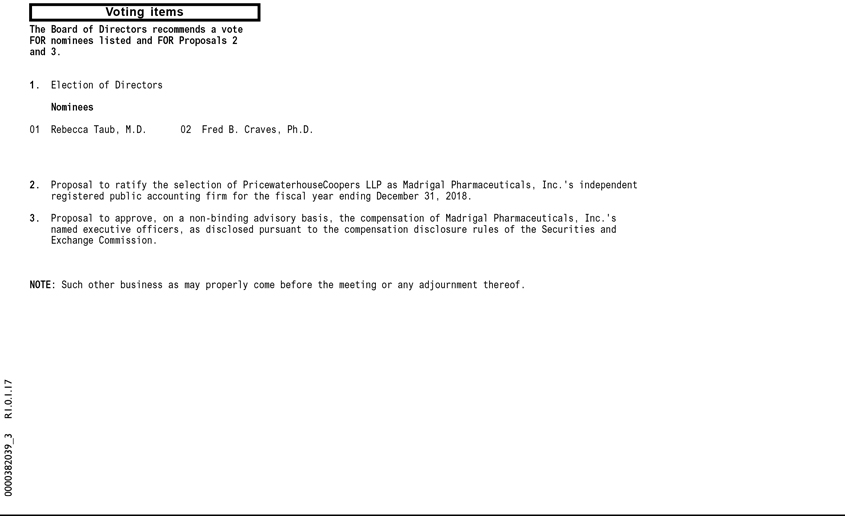 Voting items
The Board of Directors recommends a vote
FOR nominees listed and FOR Proposals 2
and 3.
1. Election of Directors
Nominees
01 Rebecca Taub, M.D. 02 Fred B. Craves, Ph.D.
2. Proposal to ratify the selection of PricewaterhouseCoopers LLP as Madrigal Pharmaceuticals, Inc.'s independent
registered public accounting firm for the fiscal year ending December 31, 2018.
3. Proposal to approve, on a non-binding advisory basis, the compensation of Madrigal Pharmaceuticals, Inc.'s
named executive officers, as disclosed pursuant to the compensation disclosure rules of the Securities and
Exchange Commission.
NOTE: Such other business as may properly come before the meeting or any adjournment thereof.
0000382039_3 R1.0.1.17